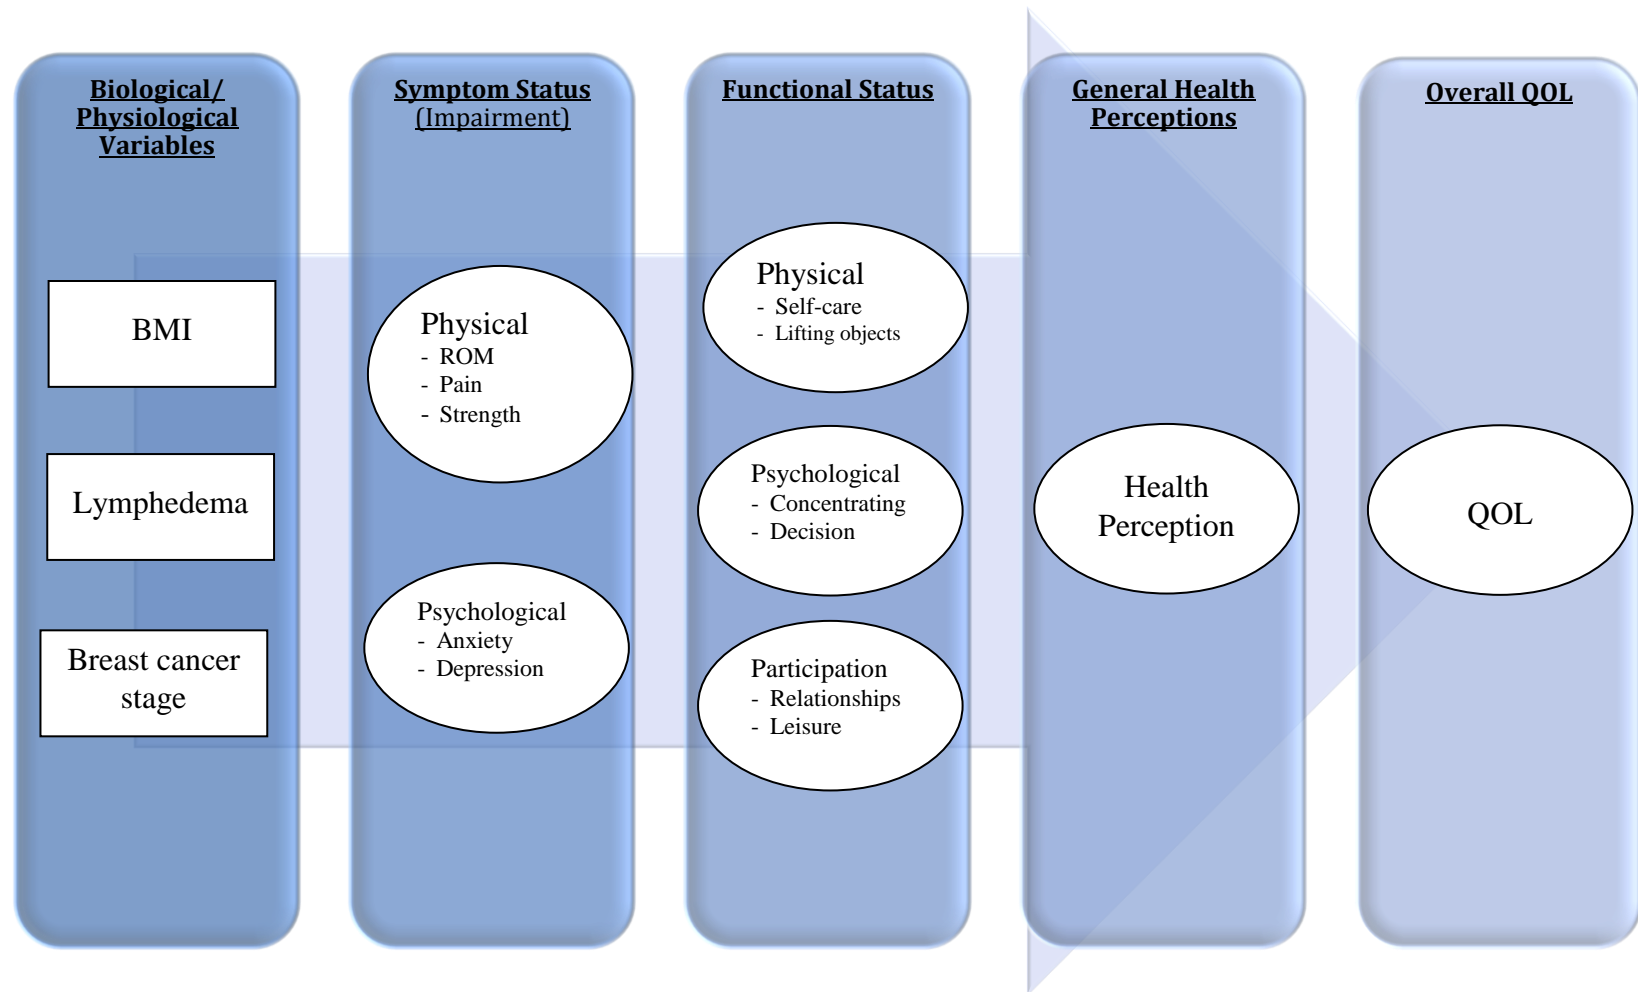 Biological/
Physiological
Variables
BMI
Lymphedema
Breast cancer
stage
Symptom Status
(Impairment)
Physical
- ROM
- Pain
- Strength
Psychological
- Anxiety
- Depression
Functional Status
Physical
- Self-care
- Lifting objects
Psychological
- Concentrating
- Decision
Participation
- Relationships
- Leisure
General Health
Perceptions
Health
Perception
Overall QOL
QOL